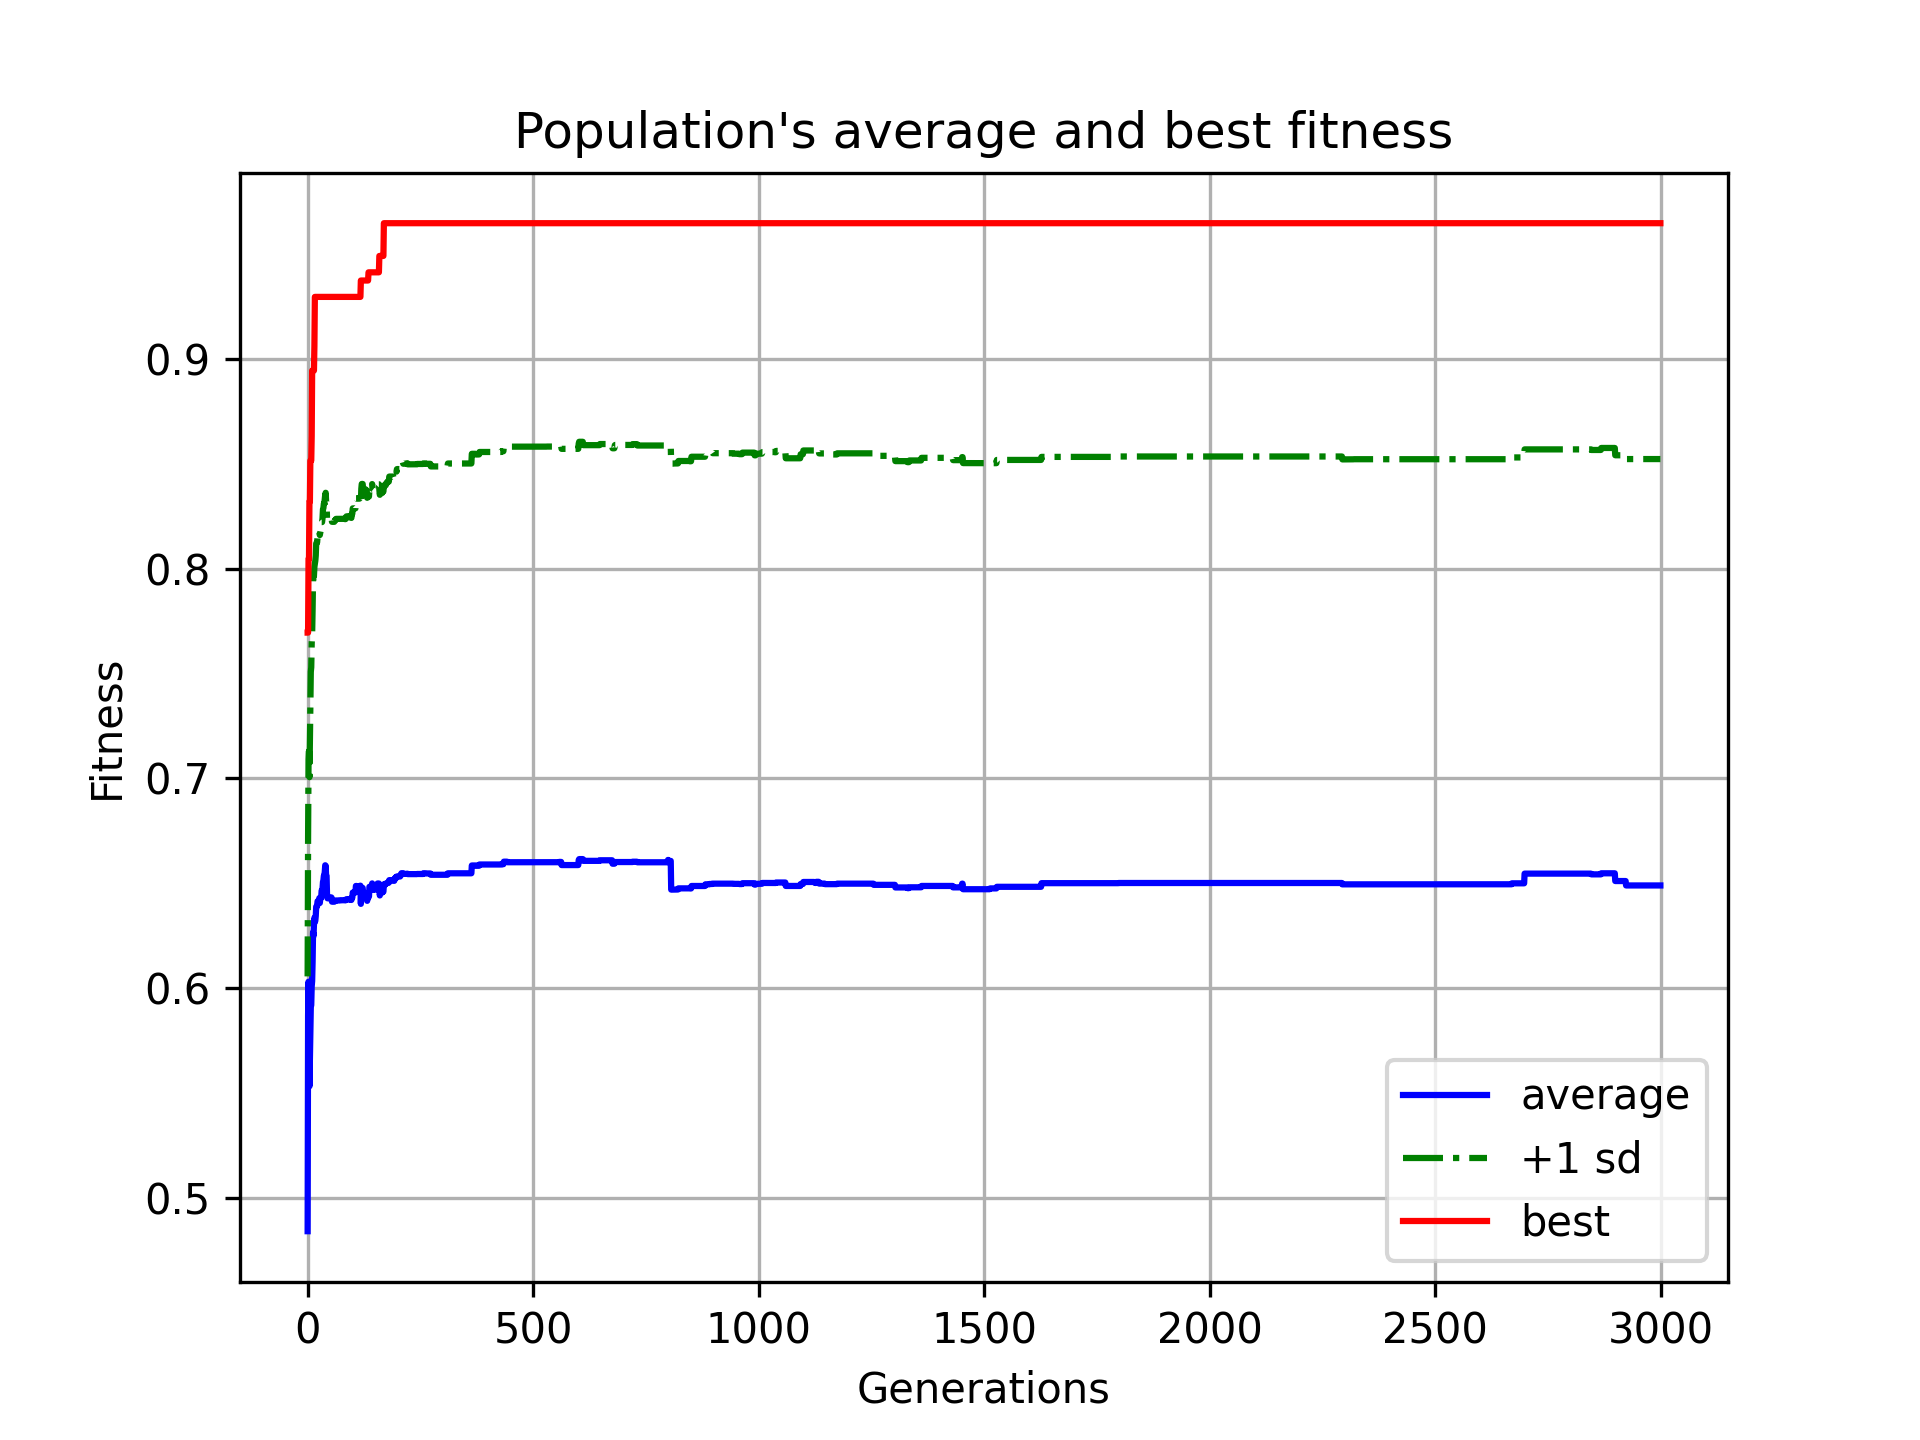 Population's average and best fitness
Fitness
0.9
0.8
0.7
0.6
0.5
0 500 1000 1500 2000 2500 3000
Generations
average
+1 sd
best